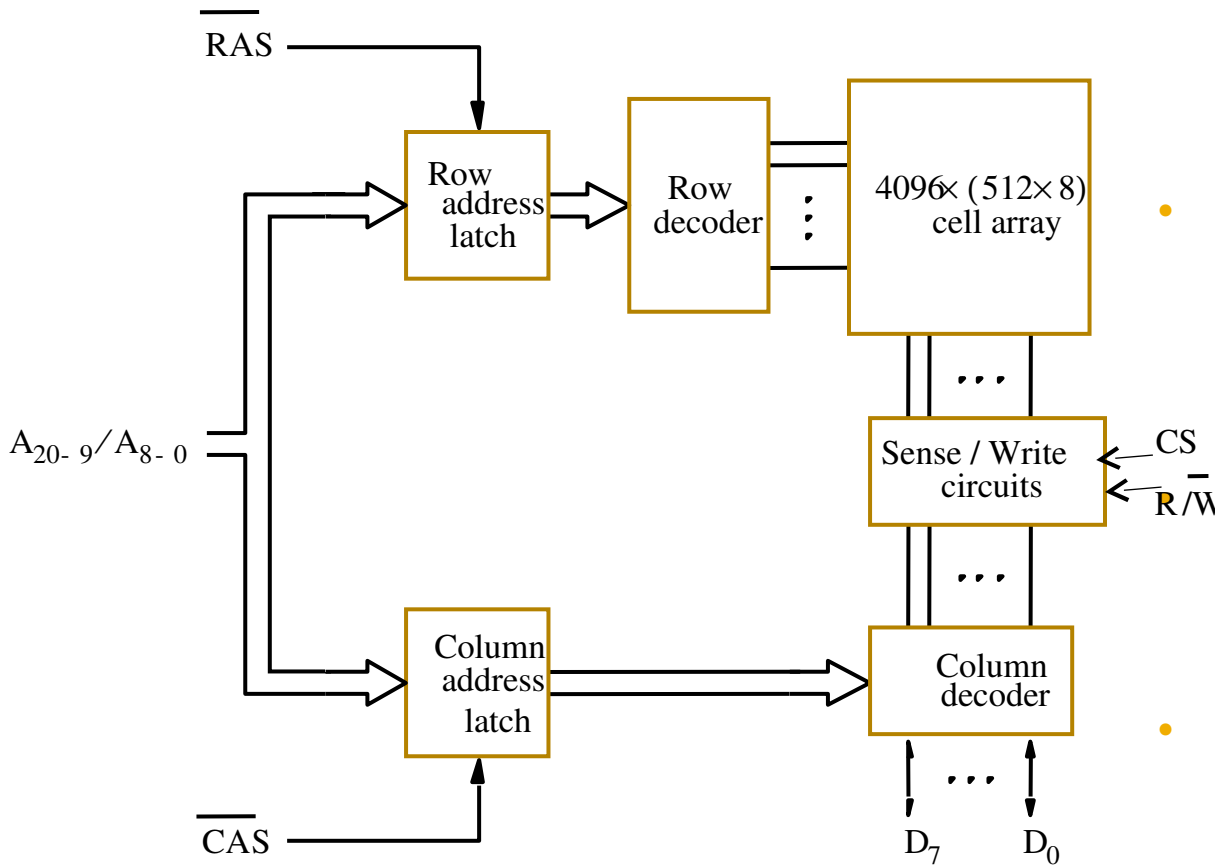 RAS
Row
address
latch
Row
decoder
4096× (512× 8)
cell array
A20-9/A8-0
Sense / Write
circuits
CS
R/W
Column
address
latch
Column
decoder
CAS
D7
D0